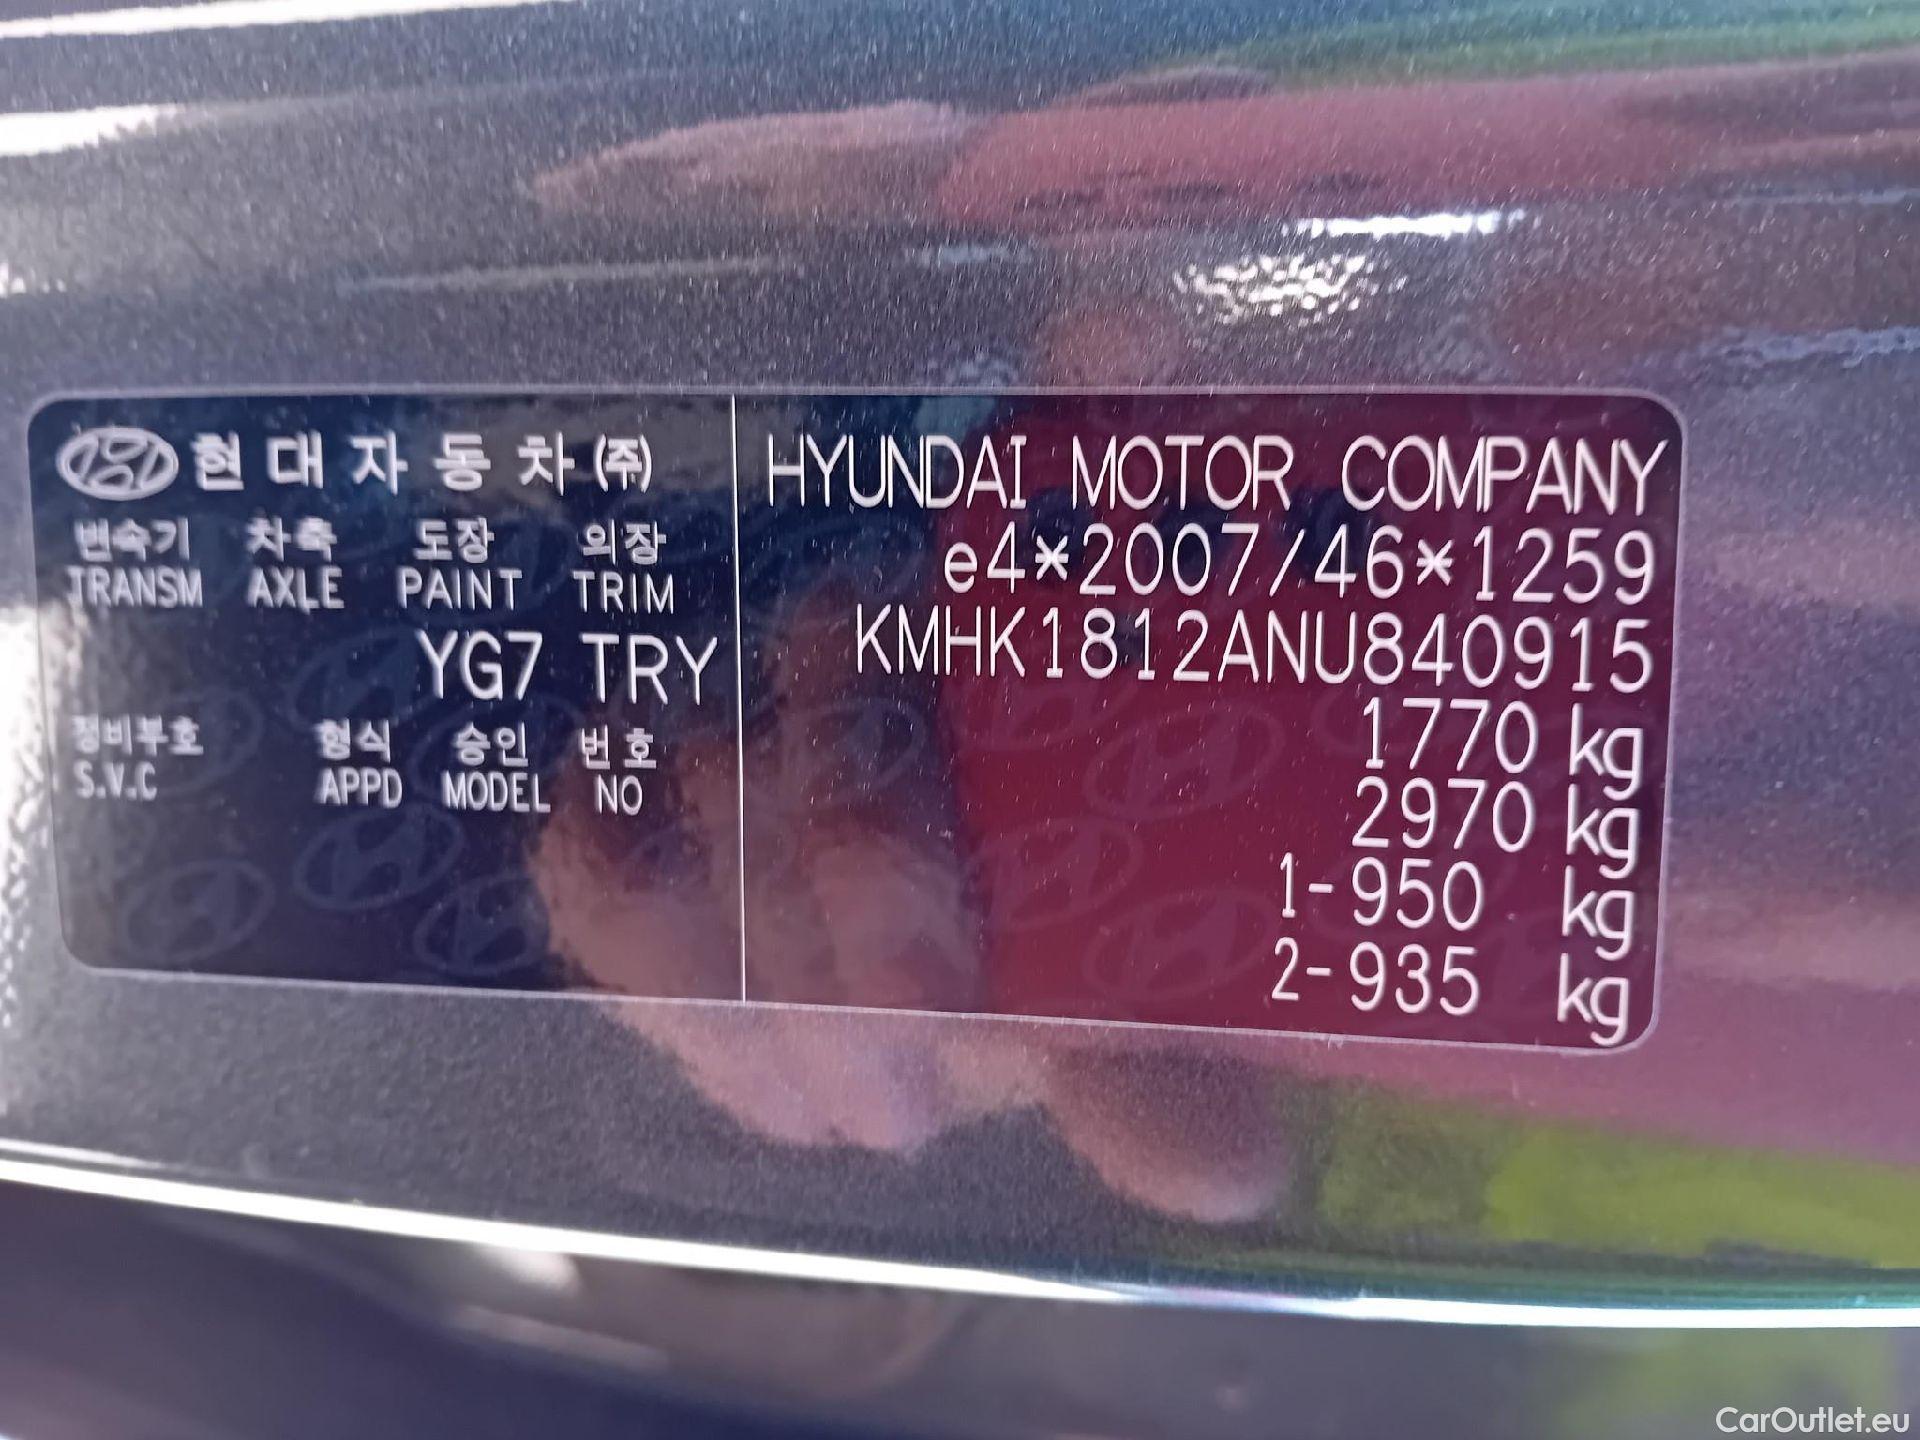 현대자동차(주)
변속기 차축 도장 외장
TRANSM AXLE PAINT TRIM
YG7 TRY
정비부호 형식 승인 번호
S.V.C APPD MODEL NO
HYUNDAI MOTOR COMPANY
e4*2007/46*1259
KMHK1812ANU840915
1770 kg
2970 kg
1-950 kg
2-935 kg
CarOutlet.eu